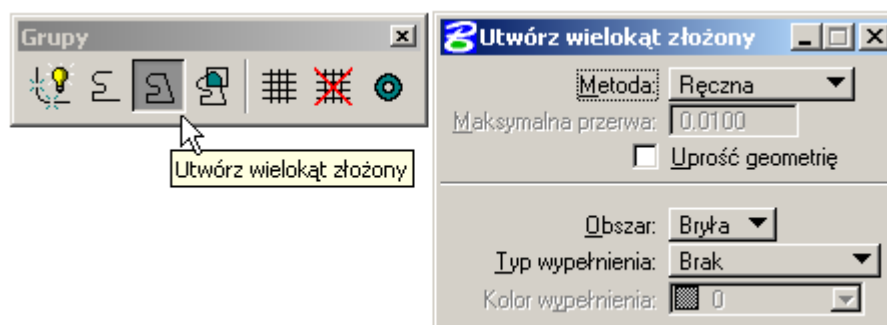 Grupy
Utwórz wielokąt złożony
Utwórz wielokąt złożony
Metoda: Ręczna
Maksymalna przerwa: 0.0100
Uprość geometrię
Obszar: Bryła
Typ wypełnienia: Brak
Kolor wypełnienia: 0